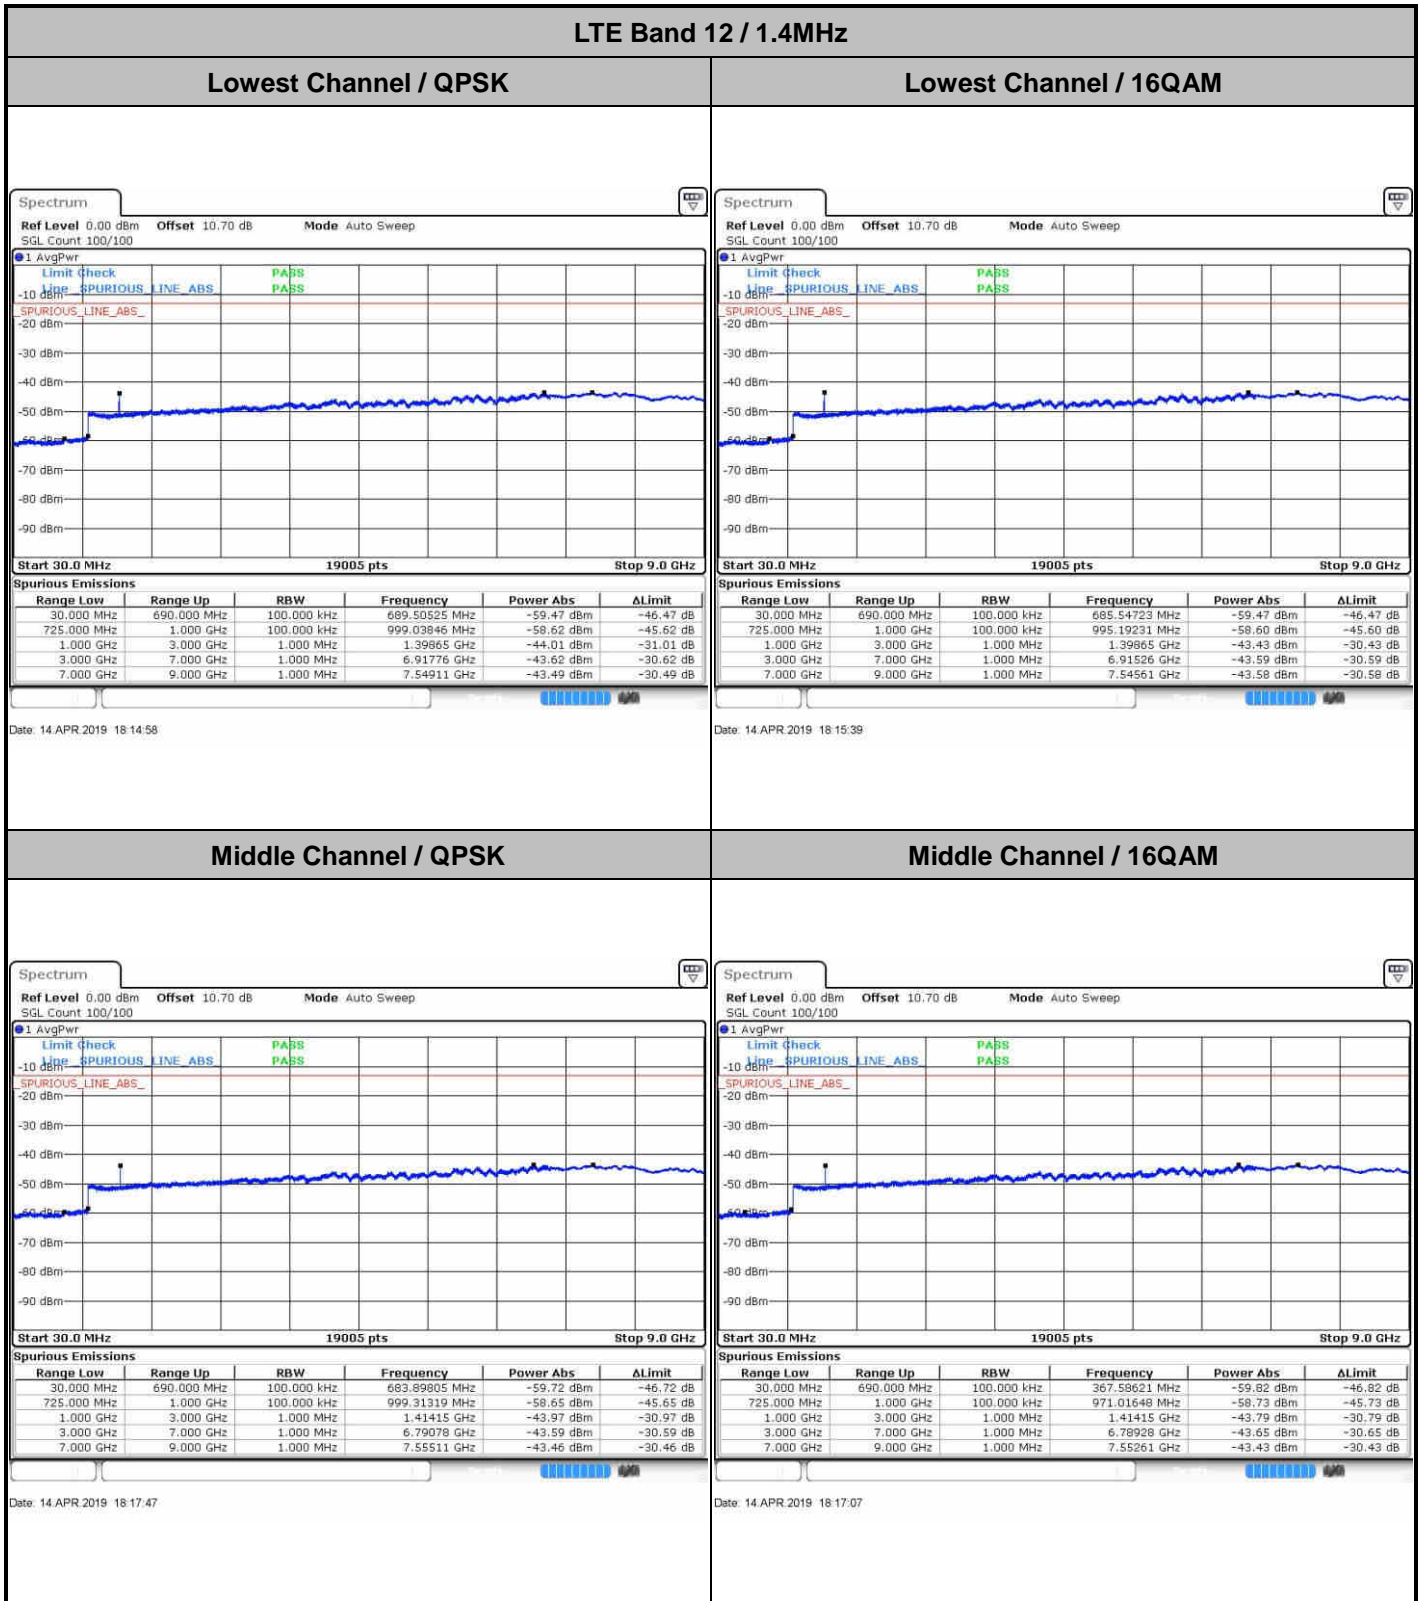 LTE Band 12 / 1.4MHz
Lowest Channel / QPSK
Lowest Channel / 16QAM
Spectrum
Ref Level 0.00 dBm Offset 10.70 dB Mode Auto Sweep
SGL Count 100/100
1 AvgPwr
Limit Check PASS
Line _SPURIOUS_LINE_ABS_ PASS
-10 dBm
_SPURIOUS_LINE_ABS_
-20 dBm
-30 dBm
-40 dBm
-50 dBm
-60 dBm
-70 dBm
-80 dBm
-90 dBm
Start 30.0 MHz 19005 pts Stop 9.0 GHz
Spurious Emissions
Range Low Range Up RBW Frequency Power Abs ΔLimit
30.000 MHz 690.000 MHz 100.000 kHz 689.50525 MHz -59.47 dBm -46.47 dB
725.000 MHz 1.000 GHz 100.000 kHz 999.03846 MHz -58.62 dBm -45.62 dB
1.000 GHz 3.000 GHz 1.000 MHz 1.39865 GHz -44.01 dBm -31.01 dB
3.000 GHz 7.000 GHz 1.000 MHz 6.91776 GHz -43.62 dBm -30.62 dB
7.000 GHz 9.000 GHz 1.000 MHz 7.54911 GHz -43.49 dBm -30.49 dB
Date: 14.APR.2019 18:14:58
Spectrum
Ref Level 0.00 dBm Offset 10.70 dB Mode Auto Sweep
SGL Count 100/100
1 AvgPwr
Limit Check PASS
Line _SPURIOUS_LINE_ABS_ PASS
-10 dBm
_SPURIOUS_LINE_ABS_
-20 dBm
-30 dBm
-40 dBm
-50 dBm
-60 dBm
-70 dBm
-80 dBm
-90 dBm
Start 30.0 MHz 19005 pts Stop 9.0 GHz
Spurious Emissions
Range Low Range Up RBW Frequency Power Abs ΔLimit
30.000 MHz 690.000 MHz 100.000 kHz 685.54723 MHz -59.47 dBm -46.47 dB
725.000 MHz 1.000 GHz 100.000 kHz 995.19231 MHz -58.60 dBm -45.60 dB
1.000 GHz 3.000 GHz 1.000 MHz 1.39865 GHz -43.43 dBm -30.43 dB
3.000 GHz 7.000 GHz 1.000 MHz 6.91526 GHz -43.59 dBm -30.59 dB
7.000 GHz 9.000 GHz 1.000 MHz 7.54561 GHz -43.58 dBm -30.58 dB
Date: 14.APR.2019 18:15:39
Middle Channel / QPSK
Middle Channel / 16QAM
Spectrum
Ref Level 0.00 dBm Offset 10.70 dB Mode Auto Sweep
SGL Count 100/100
1 AvgPwr
Limit Check PASS
Line _SPURIOUS_LINE_ABS_ PASS
-10 dBm
_SPURIOUS_LINE_ABS_
-20 dBm
-30 dBm
-40 dBm
-50 dBm
-60 dBm
-70 dBm
-80 dBm
-90 dBm
Start 30.0 MHz 19005 pts Stop 9.0 GHz
Spurious Emissions
Range Low Range Up RBW Frequency Power Abs ΔLimit
30.000 MHz 690.000 MHz 100.000 kHz 683.89805 MHz -59.72 dBm -46.72 dB
725.000 MHz 1.000 GHz 100.000 kHz 999.31319 MHz -58.65 dBm -45.65 dB
1.000 GHz 3.000 GHz 1.000 MHz 1.41415 GHz -43.97 dBm -30.97 dB
3.000 GHz 7.000 GHz 1.000 MHz 6.79078 GHz -43.59 dBm -30.59 dB
7.000 GHz 9.000 GHz 1.000 MHz 7.55511 GHz -43.46 dBm -30.46 dB
Date: 14.APR.2019 18:17:47
Spectrum
Ref Level 0.00 dBm Offset 10.70 dB Mode Auto Sweep
SGL Count 100/100
1 AvgPwr
Limit Check PASS
Line _SPURIOUS_LINE_ABS_ PASS
-10 dBm
_SPURIOUS_LINE_ABS_
-20 dBm
-30 dBm
-40 dBm
-50 dBm
-60 dBm
-70 dBm
-80 dBm
-90 dBm
Start 30.0 MHz 19005 pts Stop 9.0 GHz
Spurious Emissions
Range Low Range Up RBW Frequency Power Abs ΔLimit
30.000 MHz 690.000 MHz 100.000 kHz 367.58621 MHz -59.82 dBm -46.82 dB
725.000 MHz 1.000 GHz 100.000 kHz 971.01648 MHz -58.73 dBm -45.73 dB
1.000 GHz 3.000 GHz 1.000 MHz 1.41415 GHz -43.79 dBm -30.79 dB
3.000 GHz 7.000 GHz 1.000 MHz 6.78928 GHz -43.65 dBm -30.65 dB
7.000 GHz 9.000 GHz 1.000 MHz 7.55261 GHz -43.43 dBm -30.43 dB
Date: 14.APR.2019 18:17:07